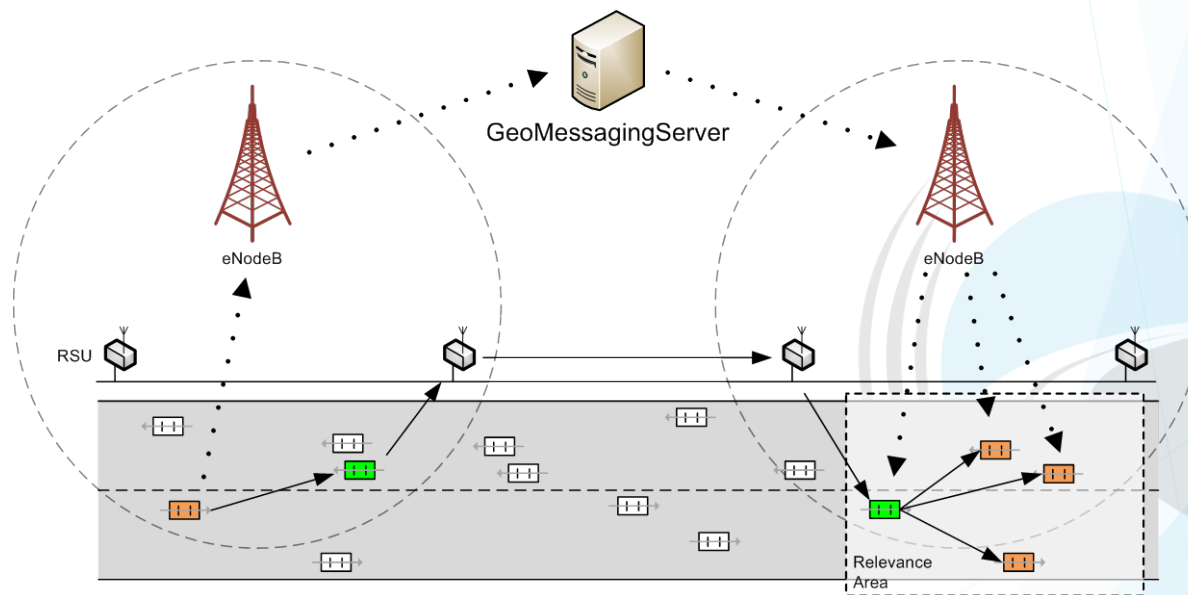 GeoMessagingServer
eNodeB
eNodeB
RSU
Relevance
Area